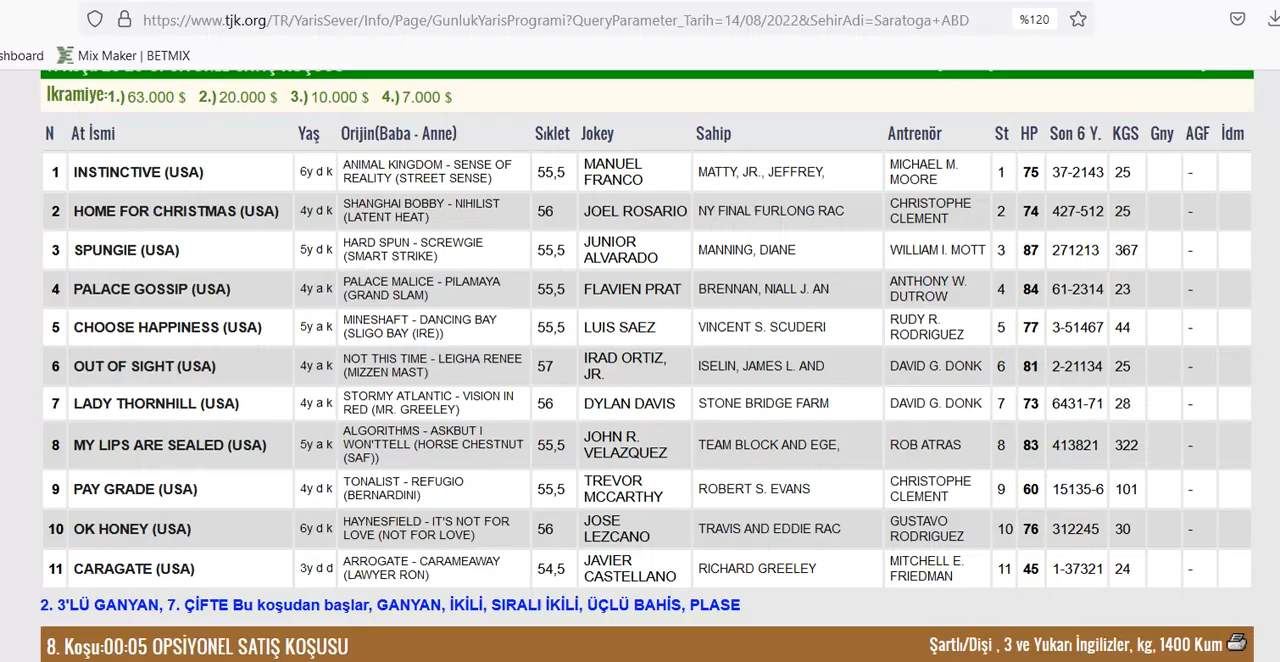 https://www.tjk.org/TR/YarisSever/Info/Page/GunlukYarisProgrami?QueryParameter_Tarih=14/08/2022&SehirAdi=Saratoga+ABD %120
shboard Mix Maker | BETMIX
İkramiye:1.) 63.000 $ 2.) 20.000 $ 3.) 10.000 $ 4.) 7.000 $
N At İsmi Yaş Orijin(Baba - Anne) Sıklet Jokey Sahip Antrenör St HP Son 6 Y. KGS Gny AGF İdm
1 INSTINCTIVE (USA) 6y d k ANIMAL KINGDOM - SENSE OF REALITY (STREET SENSE) 55,5 MANUEL FRANCO MATTY, JR., JEFFREY, MICHAEL M. MOORE 1 75 37-2143 25 -
2 HOME FOR CHRISTMAS (USA) 4y d k SHANGHAI BOBBY - NIHILIST (LATENT HEAT) 56 JOEL ROSARIO NY FINAL FURLONG RAC CHRISTOPHE CLEMENT 2 74 427-512 25 -
3 SPUNGIE (USA) 5y d k HARD SPUN - SCREWGIE (SMART STRIKE) 55,5 JUNIOR ALVARADO MANNING, DIANE WILLIAM I. MOTT 3 87 271213 367 -
4 PALACE GOSSIP (USA) 4y a k PALACE MALICE - PILAMAYA (GRAND SLAM) 55,5 FLAVIEN PRAT BRENNAN, NIALL J. AN ANTHONY W. DUTROW 4 84 61-2314 23 -
5 CHOOSE HAPPINESS (USA) 5y a k MINESHAFT - DANCING BAY (SLIGO BAY (IRE)) 55,5 LUIS SAEZ VINCENT S. SCUDERI RUDY R. RODRIGUEZ 5 77 3-51467 44 -
6 OUT OF SIGHT (USA) 4y a k NOT THIS TIME - LEIGHA RENEE (MIZZEN MAST) 57 IRAD ORTIZ, JR. ISELIN, JAMES L. AND DAVID G. DONK 6 81 2-21134 25 -
7 LADY THORNHILL (USA) 4y a k STORMY ATLANTIC - VISION IN RED (MR. GREELEY) 56 DYLAN DAVIS STONE BRIDGE FARM DAVID G. DONK 7 73 6431-71 28 -
8 MY LIPS ARE SEALED (USA) 5y a k ALGORITHMS - ASKBUT I WON'TTELL (HORSE CHESTNUT (SAF)) 55,5 JOHN R. VELAZQUEZ TEAM BLOCK AND EGE, ROB ATRAS 8 83 413821 322 -
9 PAY GRADE (USA) 4y d k TONALIST - REFUGIO (BERNARDINI) 55,5 TREVOR MCCARTHY ROBERT S. EVANS CHRISTOPHE CLEMENT 9 60 15135-6 101 -
10 OK HONEY (USA) 6y d k HAYNESFIELD - IT'S NOT FOR LOVE (NOT FOR LOVE) 56 JOSE LEZCANO TRAVIS AND EDDIE RAC GUSTAVO RODRIGUEZ 10 76 312245 30 -
11 CARAGATE (USA) 3y d d ARROGATE - CARAMEAWAY (LAWYER RON) 54,5 JAVIER CASTELLANO RICHARD GREELEY MITCHELL E. FRIEDMAN 11 45 1-37321 24 -
2. 3'LÜ GANYAN, 7. ÇİFTE Bu koşudan başlar, GANYAN, İKİLİ, SIRALI İKİLİ, ÜÇLÜ BAHİS, PLASE
8. Koşu:00:05 OPSİYONEL SATIŞ KOŞUSU Şartlı/Dişi , 3 ve Yukarı İngilizler, kg, 1400 Kum